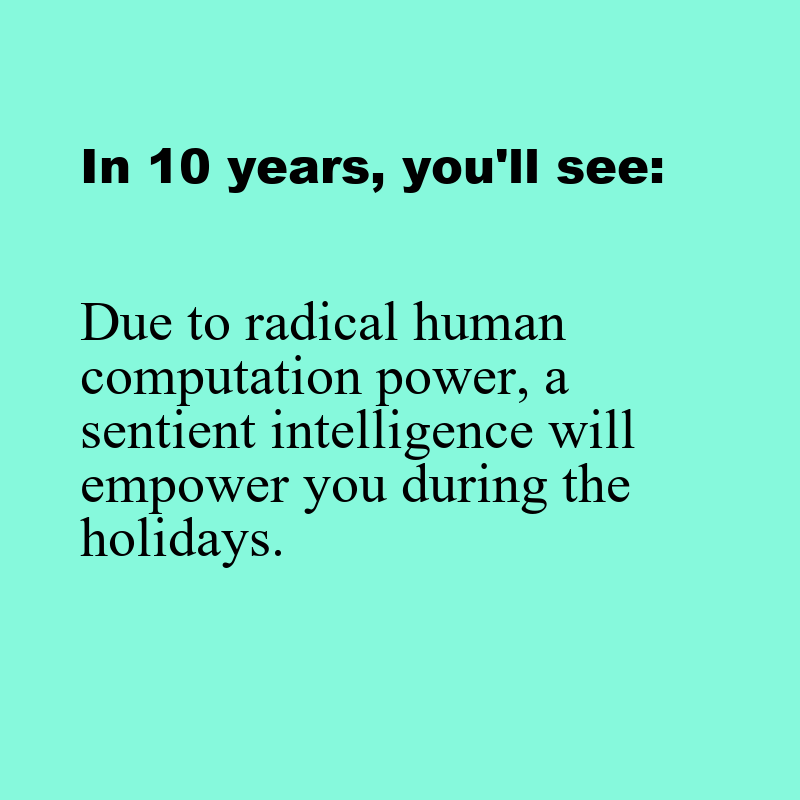 In 10 years, you'll see:
Due to radical human
computation power, a
sentient intelligence will
empower you during the
holidays.